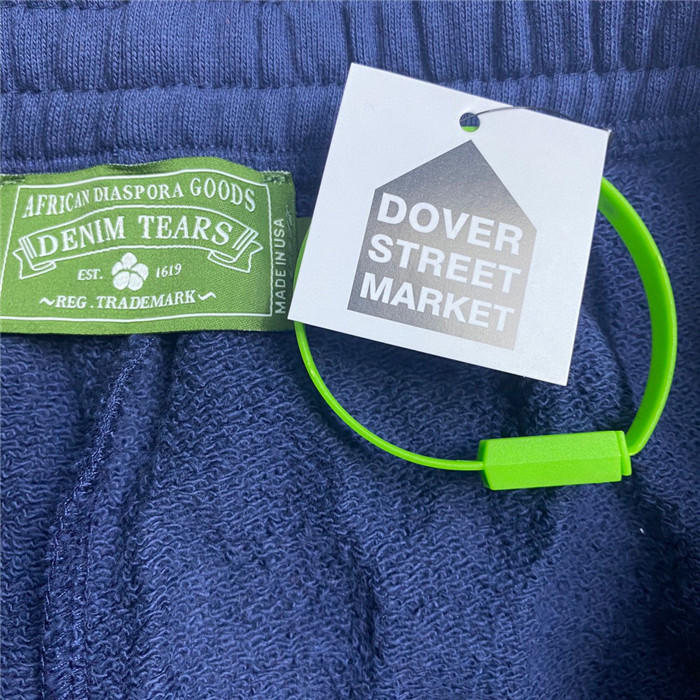 AFRICAN DIASPORA GOODS
DENIM TEARS
EST. 1619
~REG. TRADEMARK~
MADE IN USA
DOVER
STREET
MARKET